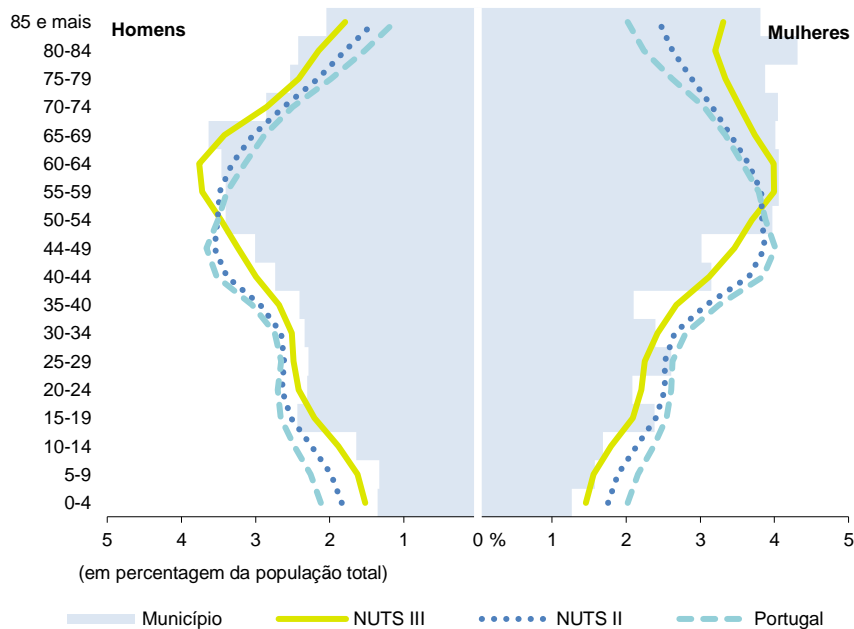 85 e mais
Homens
Mulheres
80-84
75-79
70-74
65-69
60-64
55-59
50-54
44-49
40-44
35-40
30-34
25-29
20-24
15-19
10-14
5-9
0-4
5 4 3 2 1 0 % 1 2 3 4 5
(em percentagem da população total)
Município NUTS III NUTS II Portugal